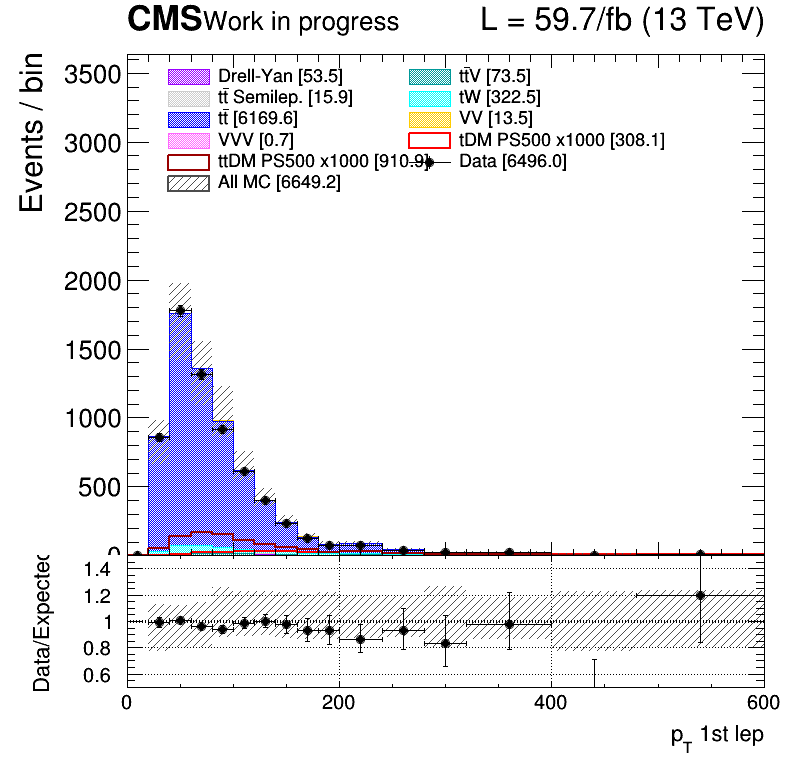 CMS Work in progress L = 59.7/fb (13 TeV)
Events / bin
3500
3000
2500
2000
1500
1000
500
0
Drell-Yan [53.5]
tt̄V [73.5]
tt̄ Semilep. [15.9]
tW [322.5]
tt̄ [6169.6]
VV [13.5]
VVV [0.7]
tDM PS500 x1000 [308.1]
ttDM PS500 x1000 [910.9]
Data [6496.0]
All MC [6649.2]
Data/Expected
1.4
1.2
1
0.8
0.6
0 200 400 600
p_T 1st lep